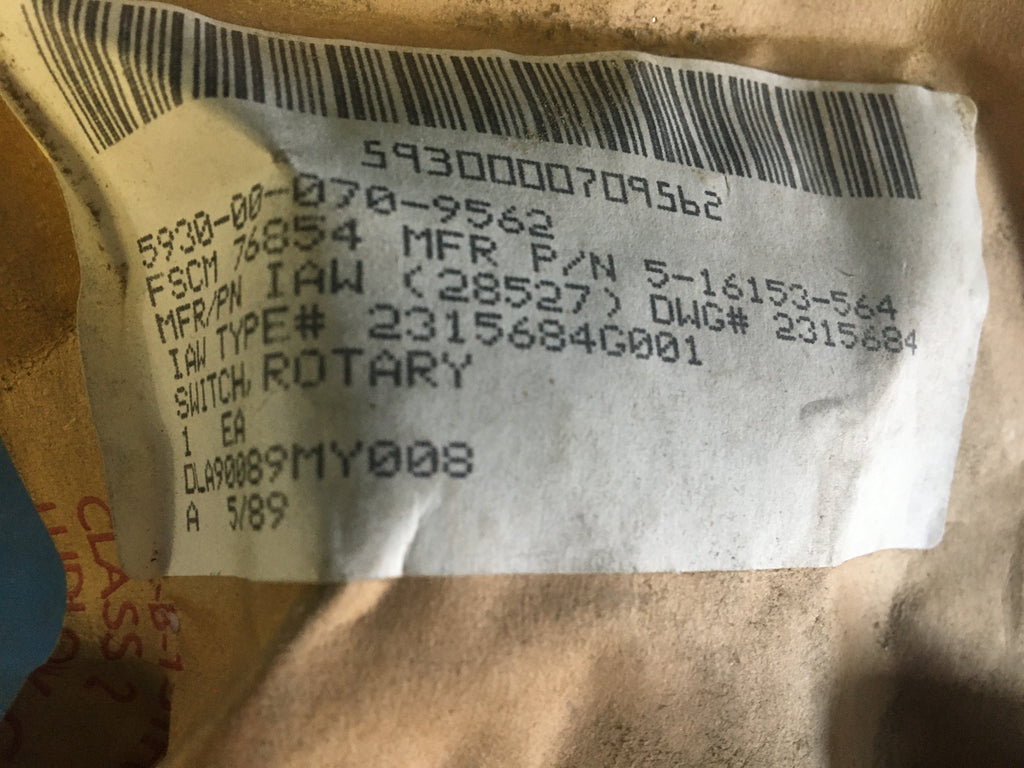 5930000709562
5930-00-070-9562
FSCM 76854 MFR P/N 5-16153-564
MFR/PN IAW (28527) DWG# 2315684
IAW TYPE# 2315684G001
SWITCH, ROTARY
1 EA
DLA90089MY008
A 5/89
CLASS 2